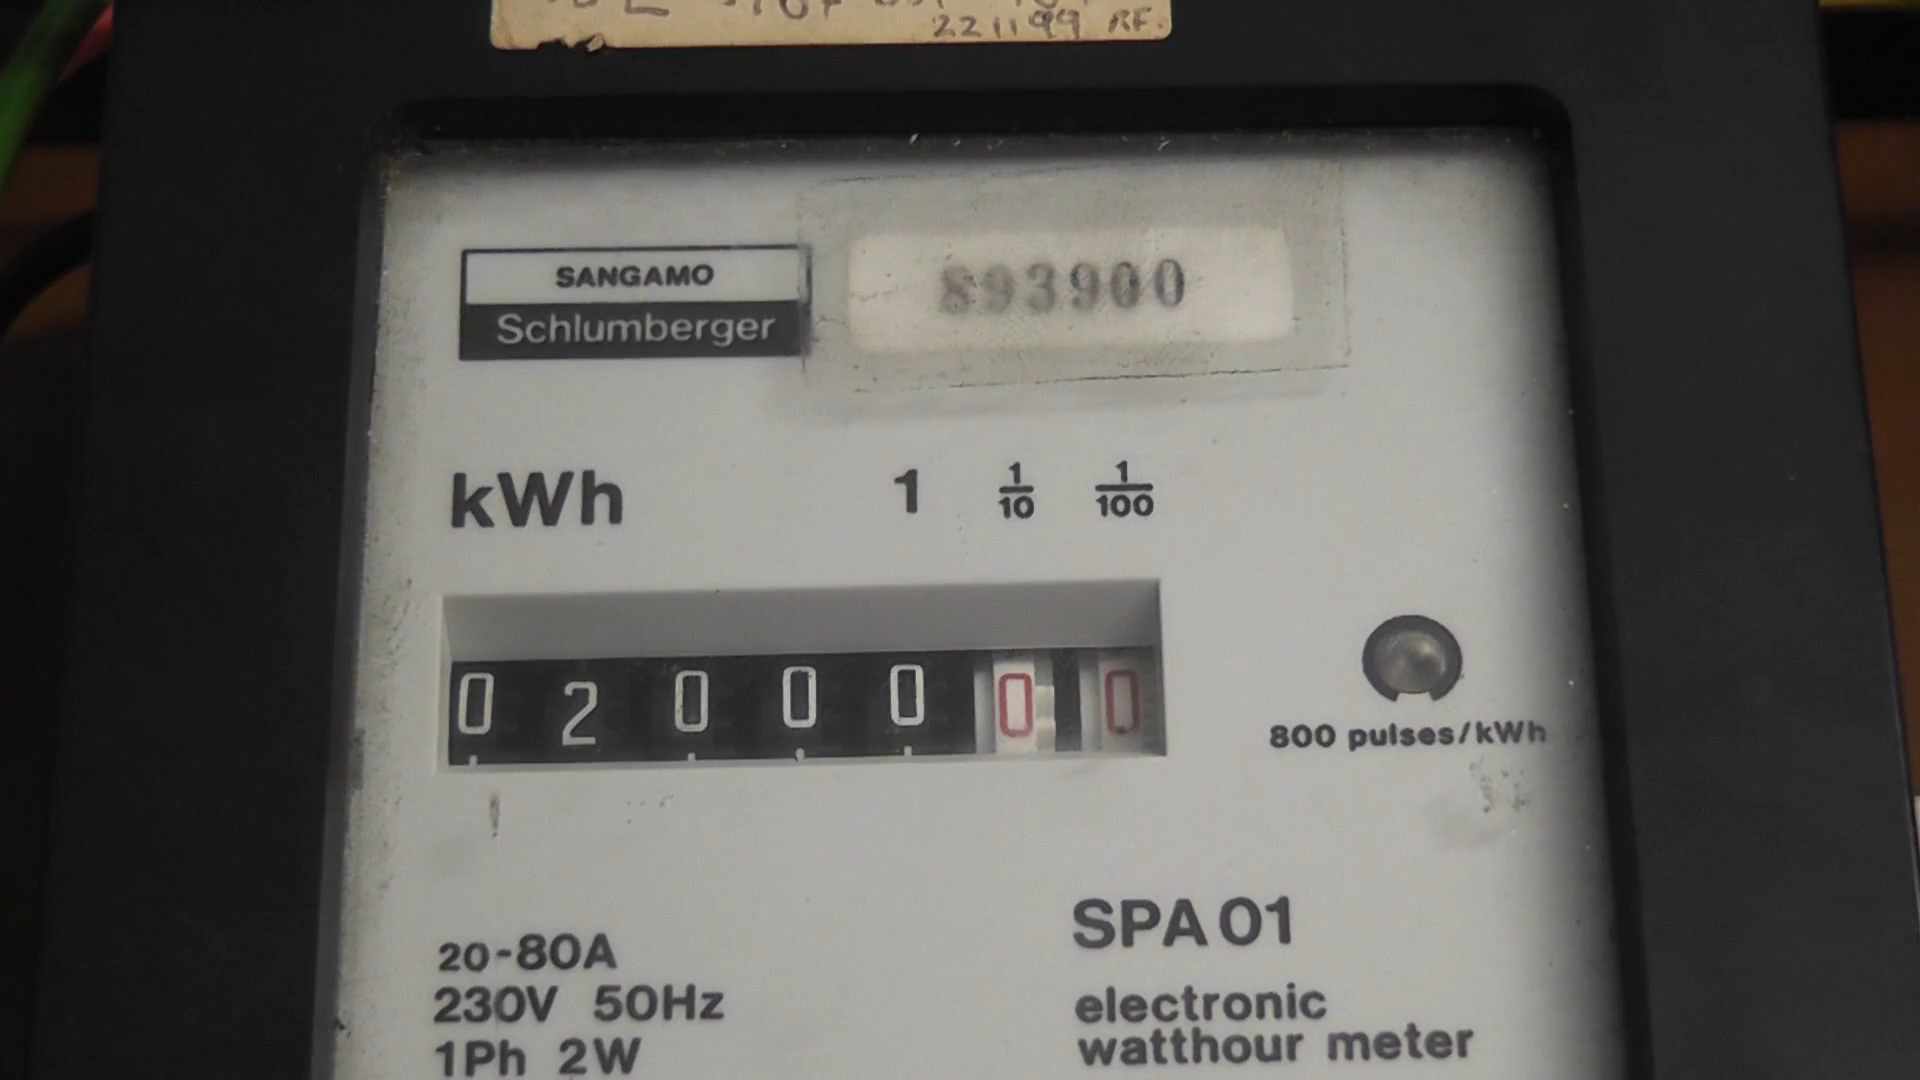 221199 RF.
SANGAMO
Schlumberger
893900
kWh 1 1/10 1/100
0 2 0 0 0 0 0
800 pulses/kWh
20-80A
230V 50Hz
1Ph 2W
SPA 01
electronic
watthour meter